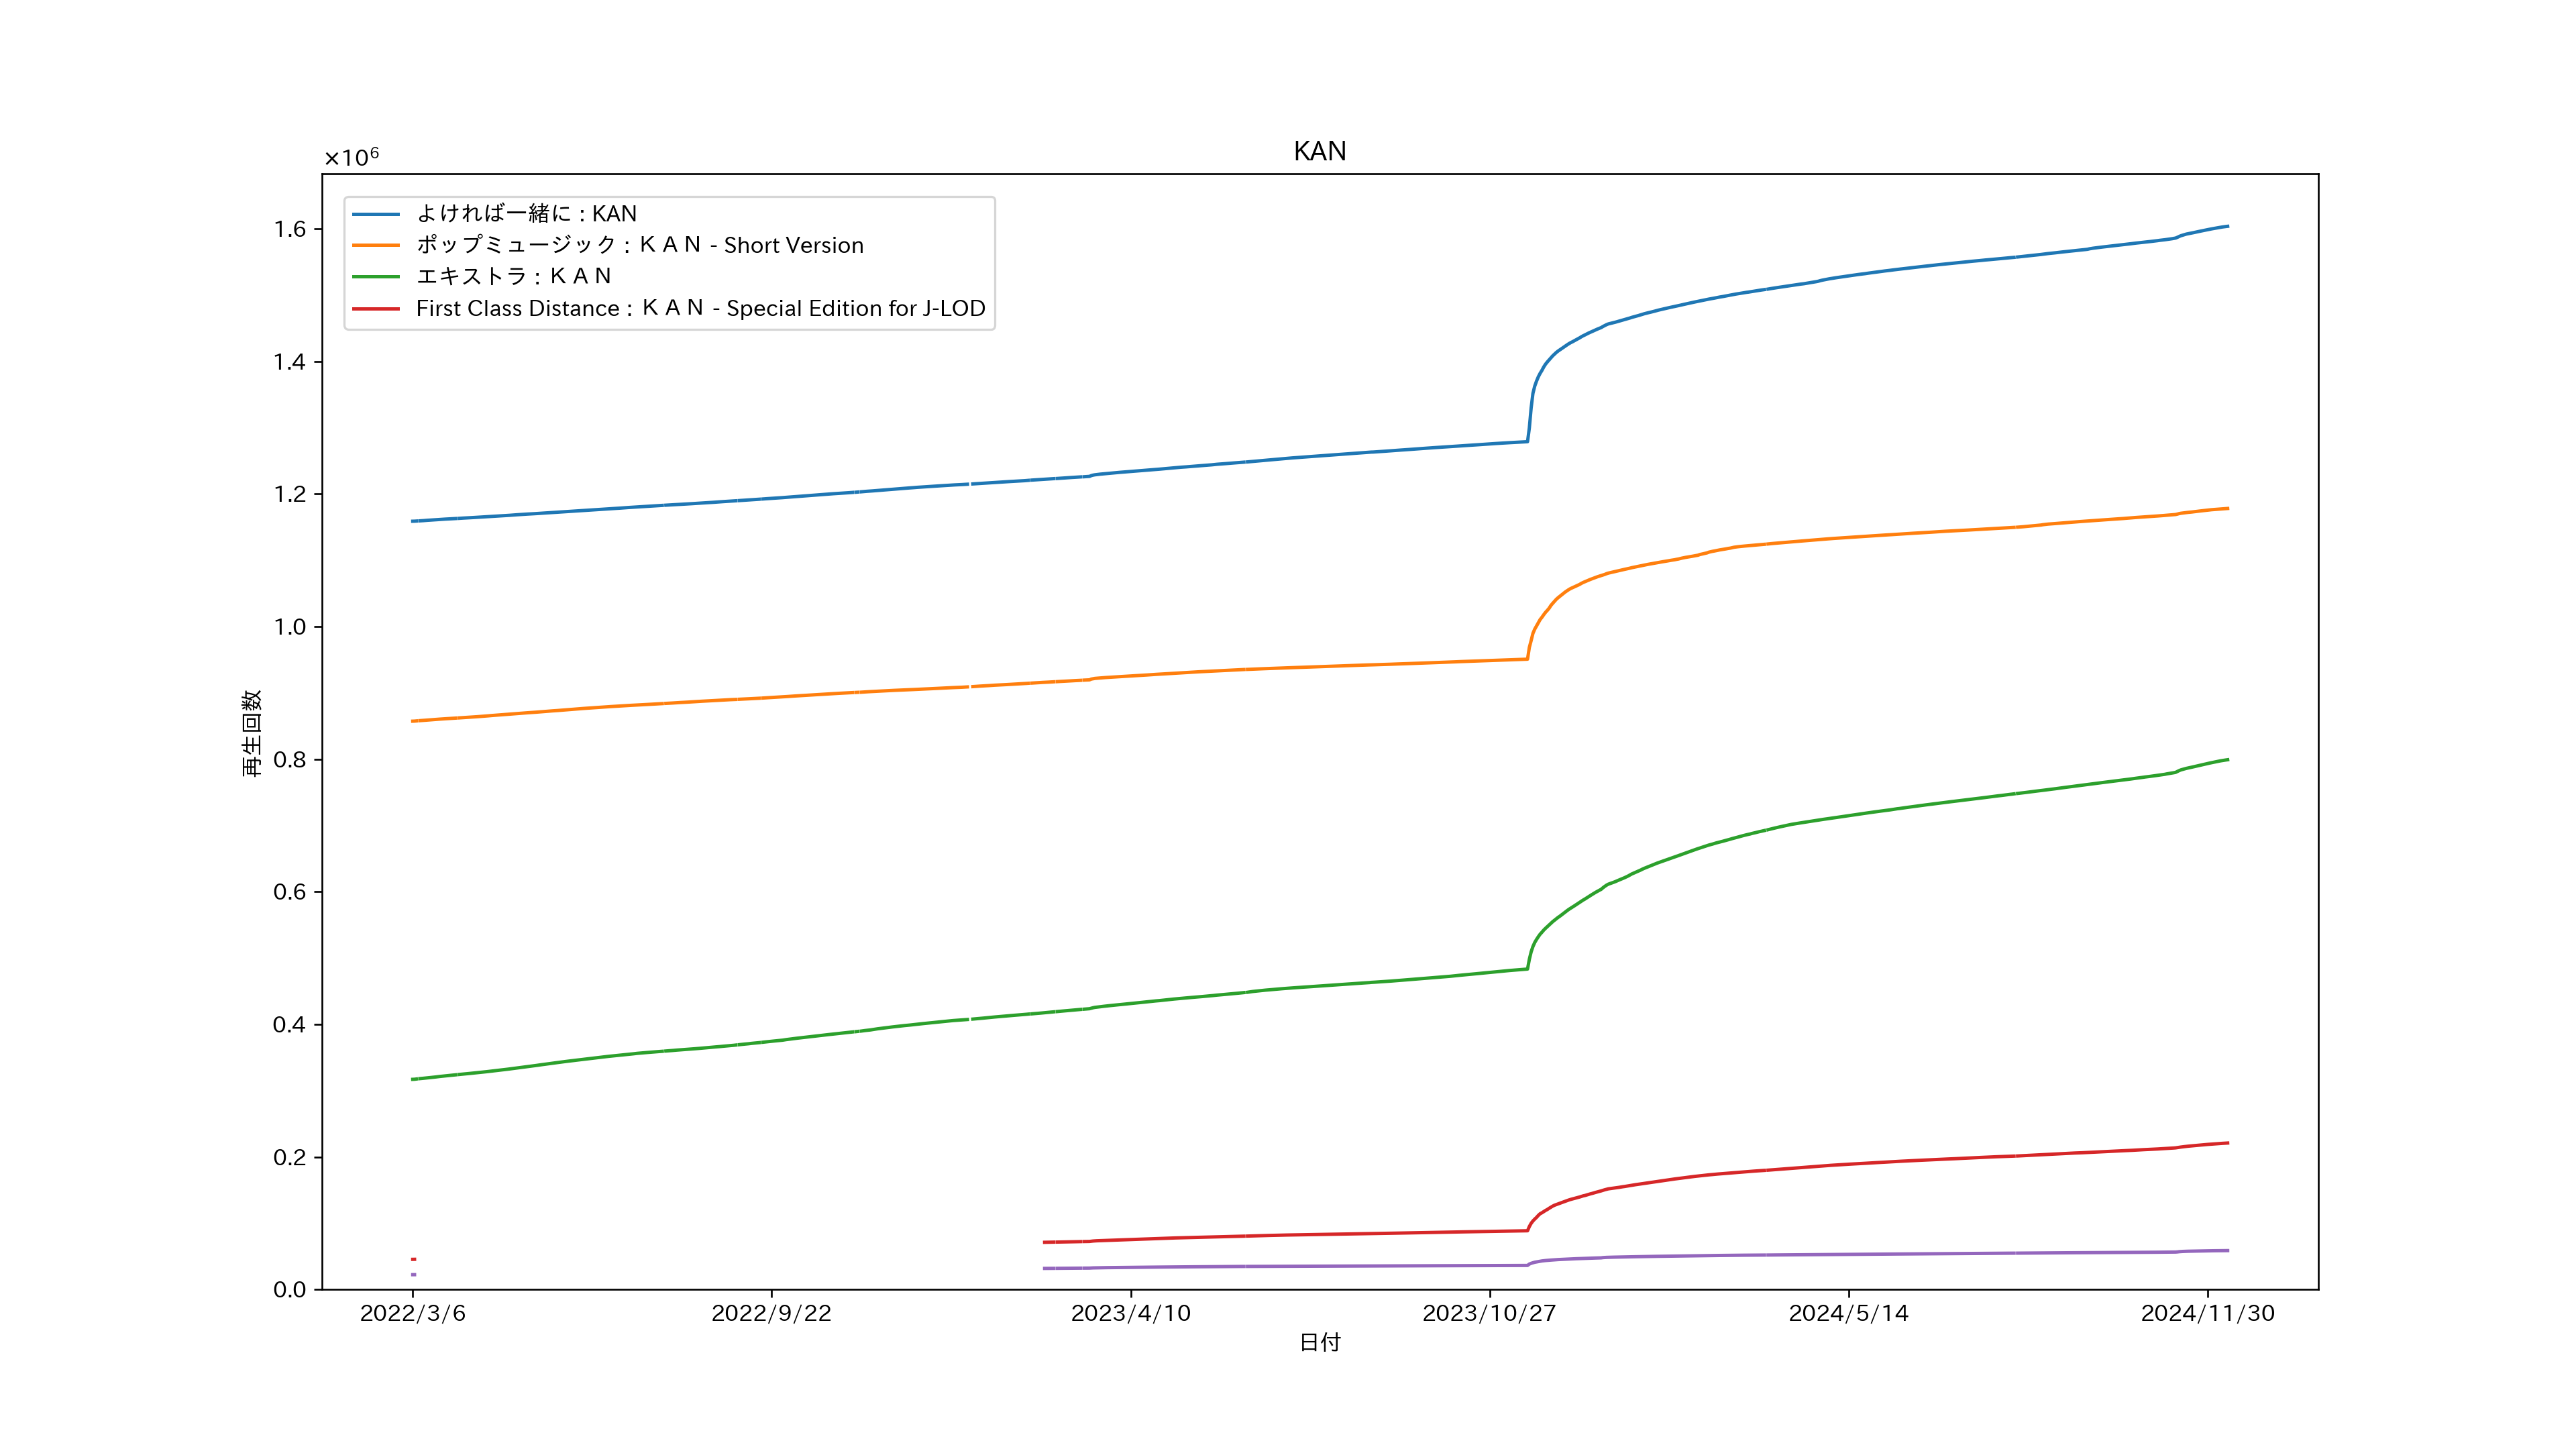 KAN
×10⁶
よければ一緒に : KAN
ポップミュージック : ＫＡＮ - Short Version
エキストラ : ＫＡＮ
First Class Distance : ＫＡＮ - Special Edition for J-LOD
1.6
1.4
1.2
1.0
0.8
0.6
0.4
0.2
0.0
再生回数
2022/3/6
2022/9/22
2023/4/10
2023/10/27
2024/5/14
2024/11/30
日付